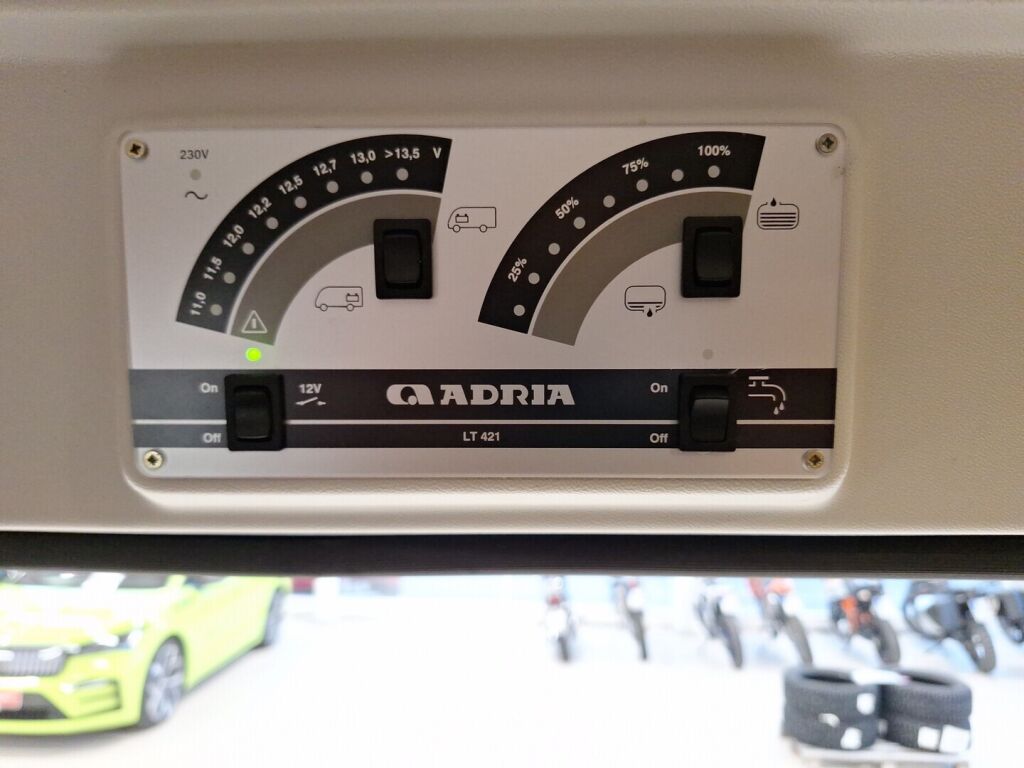 230V
11,0 11,5 12,0 12,2 12,5 12,7 13,0 >13,5 V
25% 50% 75% 100%
On 12V ADRIA On
Off LT 421 Off